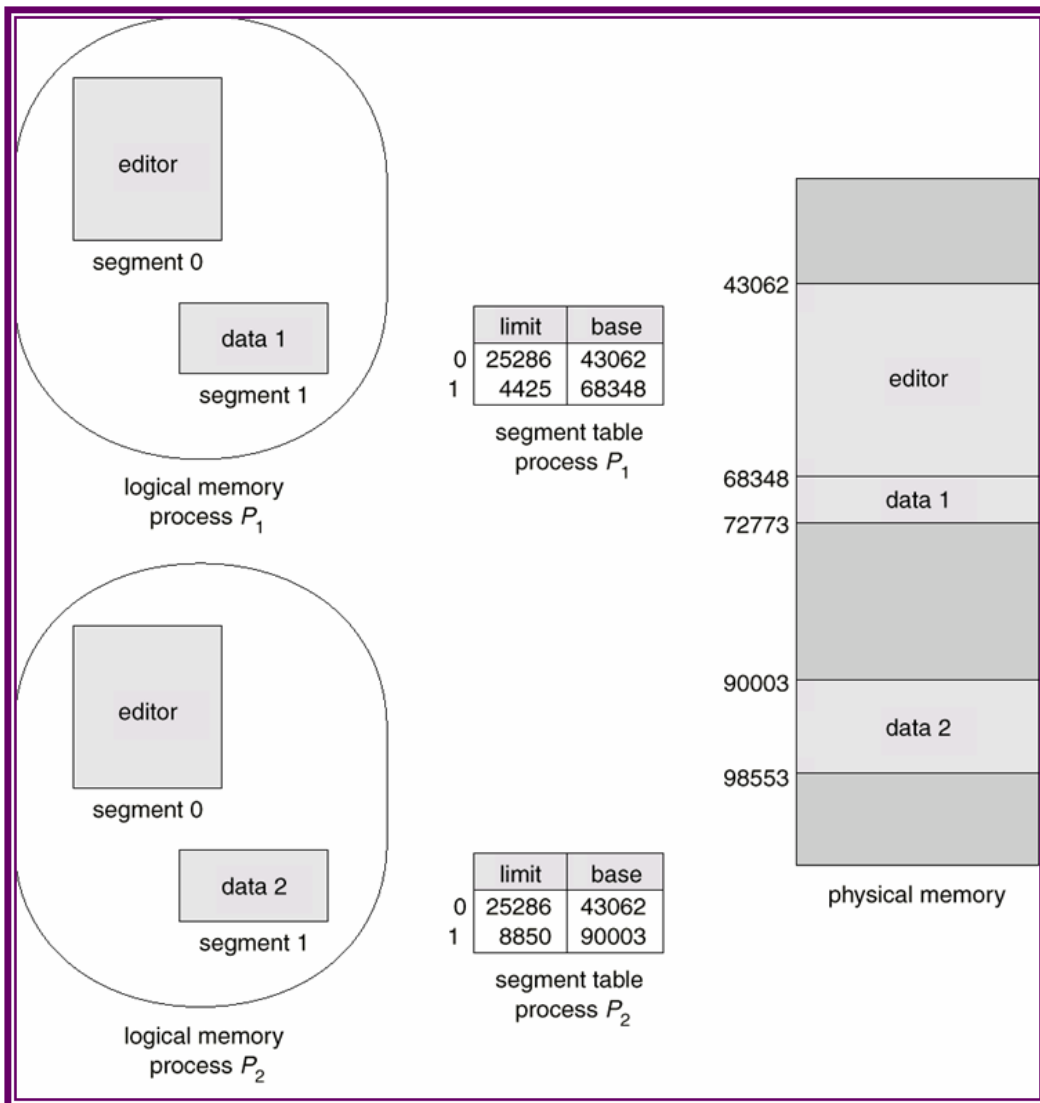 editor
segment 0
data 1
segment 1
logical memory
process P1
limit base
0 25286 43062
1 4425 68348
segment table
process P1
editor
segment 0
data 2
segment 1
logical memory
process P2
limit base
0 25286 43062
1 8850 90003
segment table
process P2
43062
editor
68348
data 1
72773
90003
data 2
98553
physical memory